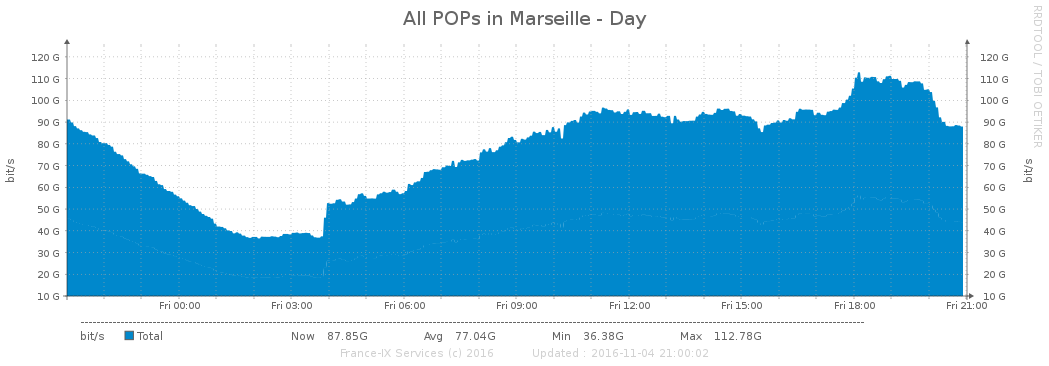 All POPs in Marseille - Day
RRDTOOL / TOBI OETIKER
bit/s
120 G 120 G
110 G 110 G
100 G 100 G
90 G 90 G
80 G 80 G
70 G 70 G
60 G 60 G
50 G 50 G
40 G 40 G
30 G 30 G
20 G 20 G
10 G 10 G
bit/s
Fri 00:00 Fri 03:00 Fri 06:00 Fri 09:00 Fri 12:00 Fri 15:00 Fri 18:00 Fri 21:00
bit/s Total Now 87.85G Avg 77.04G Min 36.38G Max 112.78G
France-IX Services (c) 2016 Updated : 2016-11-04 21:00:02